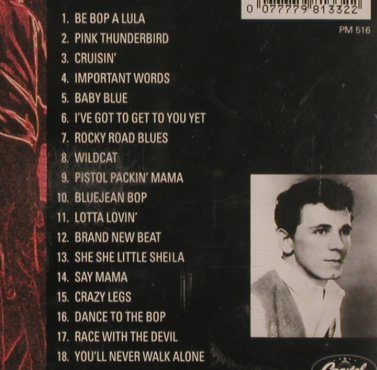 0 077779 813322
PM 516
1. BE BOP A LULA
2. PINK THUNDERBIRD
3. CRUISIN'
4. IMPORTANT WORDS
5. BABY BLUE
6. I'VE GOT TO GET TO YOU YET
7. ROCKY ROAD BLUES
8. WILDCAT
9. PISTOL PACKIN' MAMA
10. BLUEJEAN BOP
11. LOTTA LOVIN'
12. BRAND NEW BEAT
13. SHE SHE LITTLE SHEILA
14. SAY MAMA
15. CRAZY LEGS
16. DANCE TO THE BOP
17. RACE WITH THE DEVIL
18. YOU'LL NEVER WALK ALONE
Capitol